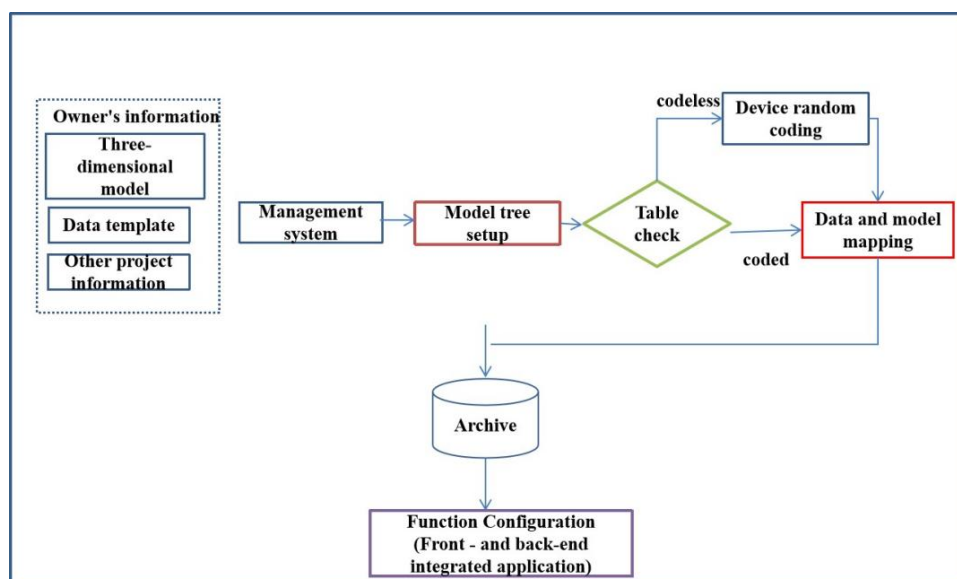 Owner's information
Three-
dimensional
model
Data template
Other project
information
Management
system
Model tree
setup
Table
check
codeless
Device random
coding
coded
Data and model
mapping
Archive
Function Configuration
(Front - and back-end
integrated application)